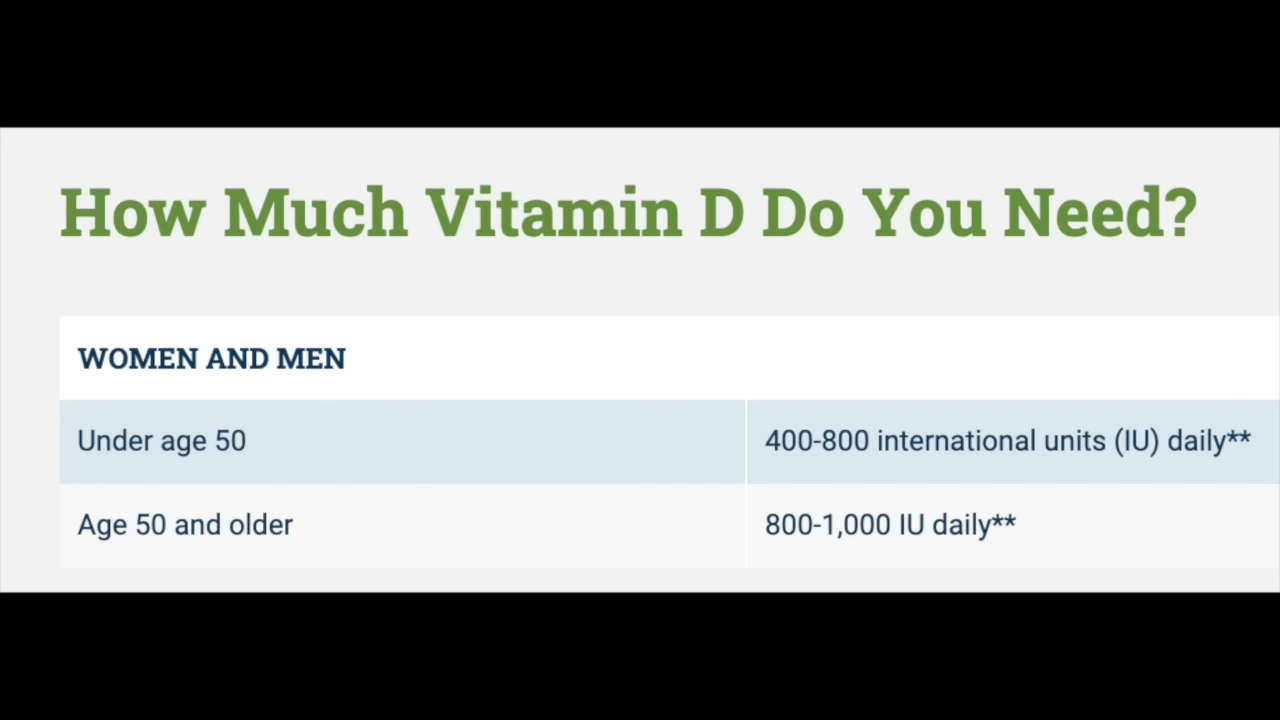 How Much Vitamin D Do You Need?
WOMEN AND MEN
Under age 50 400-800 international units (IU) daily**
Age 50 and older 800-1,000 IU daily**